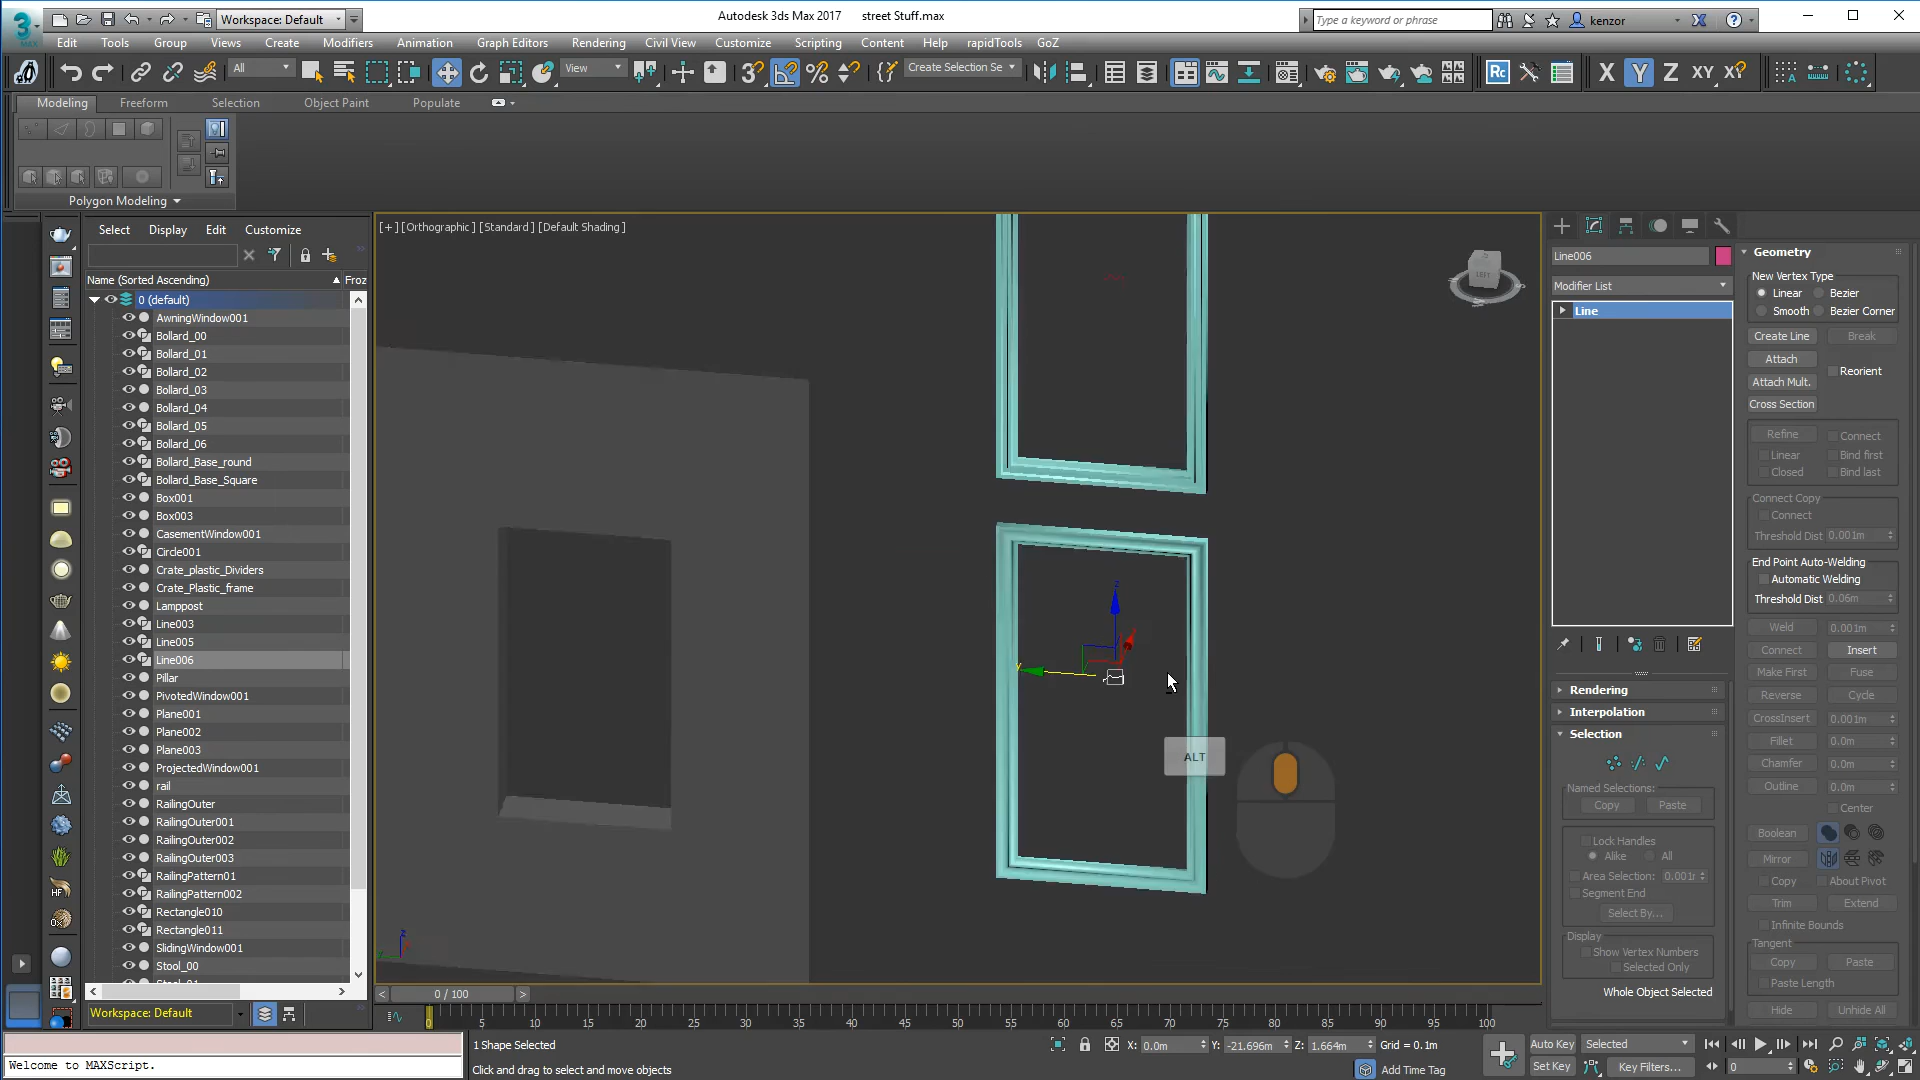 Workspace: Default
Autodesk 3ds Max 2017 street Stuff.max
Type a keyword or phrase
kenzor
Edit Tools Group Views Create Modifiers Animation Graph Editors Rendering Civil View Customize Scripting Content Help rapidTools GoZ
All View Create Selection Se X Y Z XY XY
Modeling Freeform Selection Object Paint Populate
Polygon Modeling
Select Display Edit Customize
Name (Sorted Ascending) Froz
0 (default)
AwningWindow001
Bollard_00
Bollard_01
Bollard_02
Bollard_03
Bollard_04
Bollard_05
Bollard_06
Bollard_Base_round
Bollard_Base_Square
Box001
Box003
CasementWindow001
Circle001
Crate_plastic_Dividers
Crate_Plastic_frame
Lamppost
Line003
Line005
Line006
Pillar
PivotedWindow001
Plane001
Plane002
Plane003
ProjectedWindow001
rail
RailingOuter
RailingOuter001
RailingOuter002
RailingOuter003
RailingPattern01
RailingPattern002
Rectangle010
Rectangle011
SlidingWindow001
Stool_00
Workspace: Default
[+] [Orthographic] [Standard] [Default Shading]
LEFT
z
y
ALT
Line006
Modifier List
Line
Rendering
Interpolation
Selection
Named Selections:
Copy Paste
Lock Handles
Alike All
Area Selection: 0.001r
Segment End
Select By...
Display
Show Vertex Numbers
Selected Only
Whole Object Selected
Geometry
New Vertex Type
Linear Bezier
Smooth Bezier Corner
Create Line Break
Attach
Reorient
Attach Mult.
Cross Section
Refine Connect
Linear Bind first
Closed Bind last
Connect Copy
Connect
Threshold Dist 0.001m
End Point Auto-Welding
Automatic Welding
Threshold Dist 0.06m
Weld 0.001m
Connect Insert
Make First Fuse
Reverse Cycle
CrossInsert 0.001m
Fillet 0.0m
Chamfer 0.0m
Outline 0.0m
Center
Boolean
Mirror
Copy About Pivot
Trim Extend
Infinite Bounds
Tangent
Copy Paste
Paste Length
Hide Unhide All
0 / 100
0 5 10 15 20 25 30 35 40 45 50 55 60 65 70 75 80 85 90 95 100
Welcome to MAXScript.
1 Shape Selected
Click and drag to select and move objects
X: 0.0m Y: -21.696m Z: 1.664m Grid = 0.1m
Add Time Tag
Auto Key Selected
Set Key Key Filters... 0